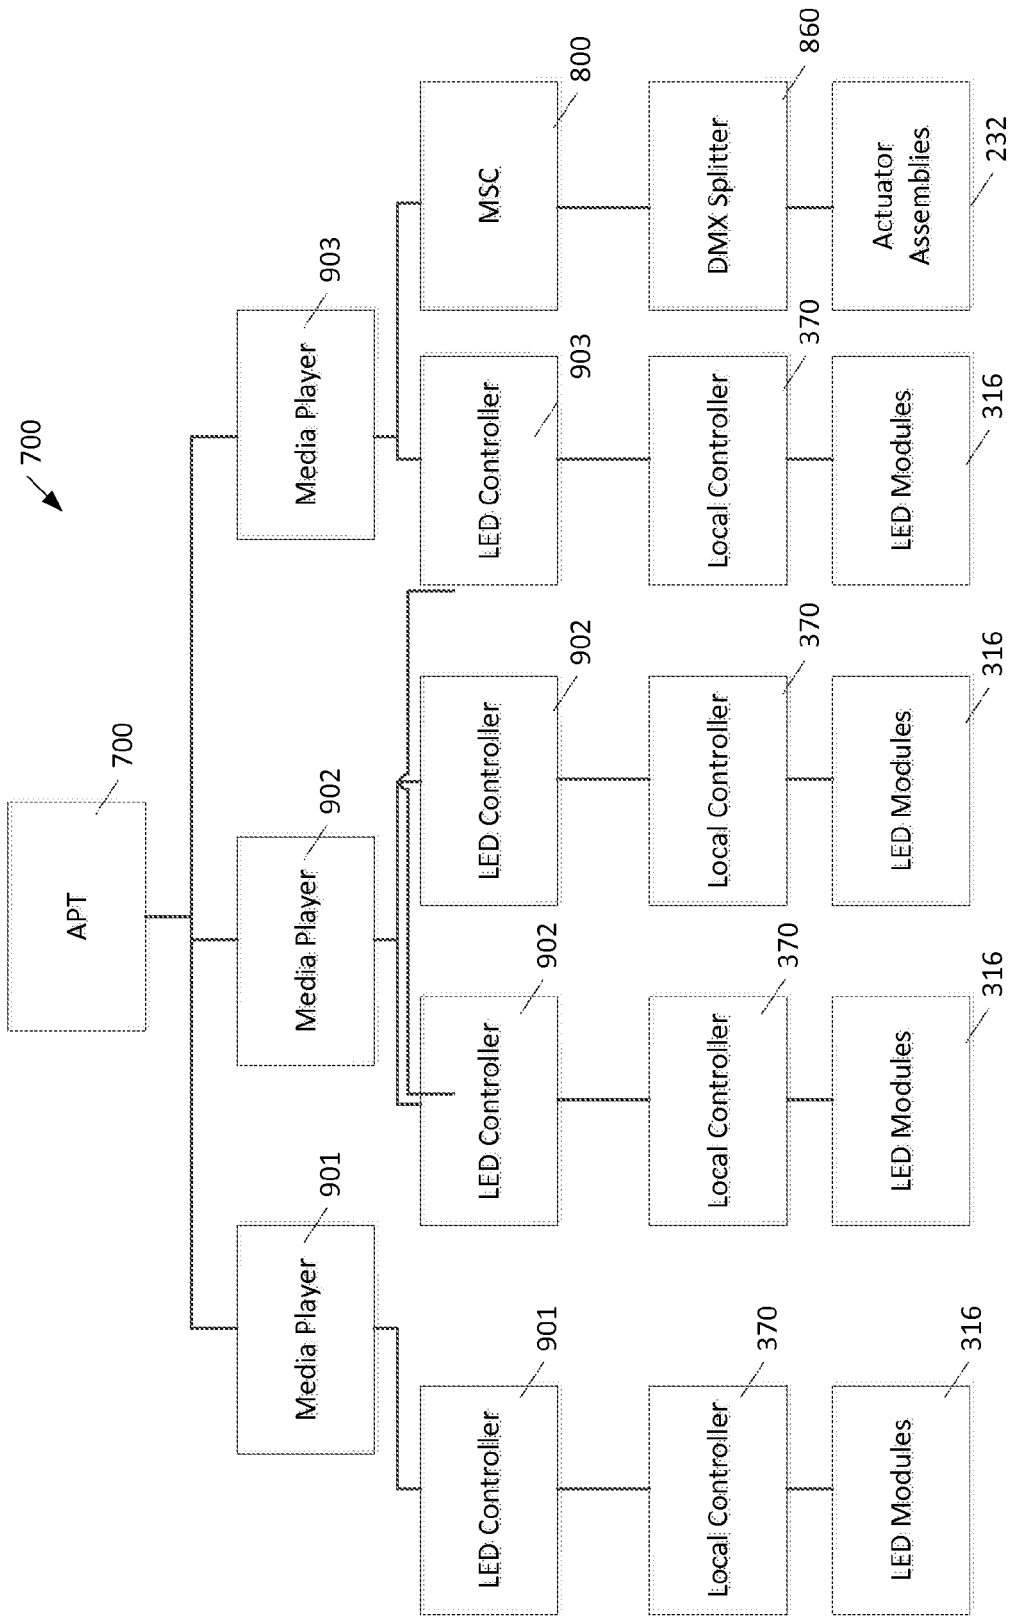 700
APT
700
Media Player
901
Media Player
902
Media Player
903
LED Controller
901
LED Controller
902
LED Controller
902
LED Controller
903
MSC
800
Local Controller
370
Local Controller
370
Local Controller
370
Local Controller
370
DMX Splitter
860
LED Modules
316
LED Modules
316
LED Modules
316
LED Modules
316
Actuator
Assemblies
232